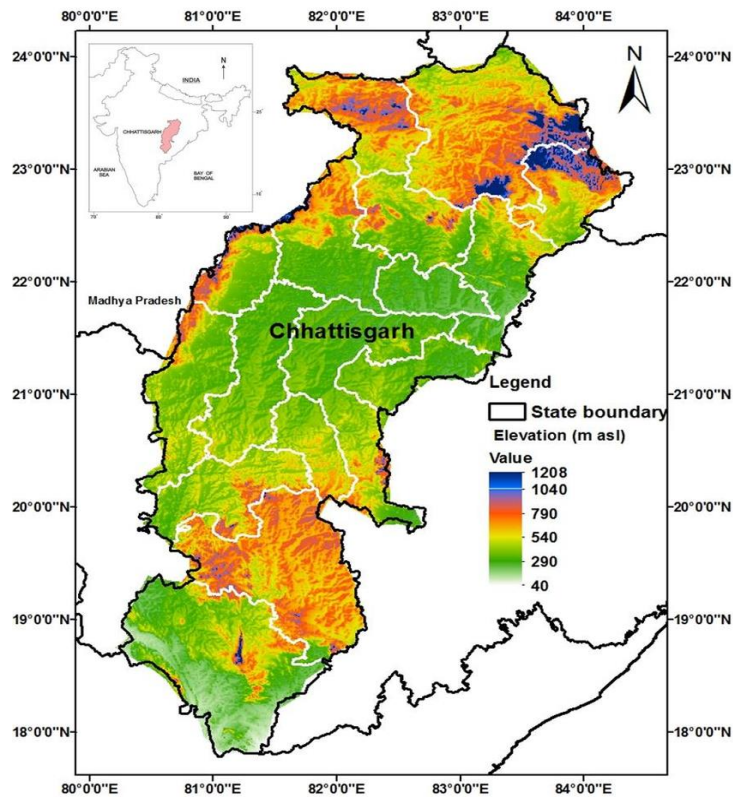 80°0'0"E 81°0'0"E 82°0'0"E 83°0'0"E 84°0'0"E
24°0'0"N
24°0'0"N
N
INDIA
CHHATTISGARH
ARABIAN
SEA
BAY OF
BENGAL
N
23°0'0"N
23°0'0"N
22°0'0"N
22°0'0"N
Madhya Pradesh
Chhattisgarh
21°0'0"N
21°0'0"N
Legend
State boundary
Elevation (m asl)
Value
1208
1040
790
540
290
40
20°0'0"N
20°0'0"N
19°0'0"N
19°0'0"N
18°0'0"N
18°0'0"N
80°0'0"E 81°0'0"E 82°0'0"E 83°0'0"E 84°0'0"E